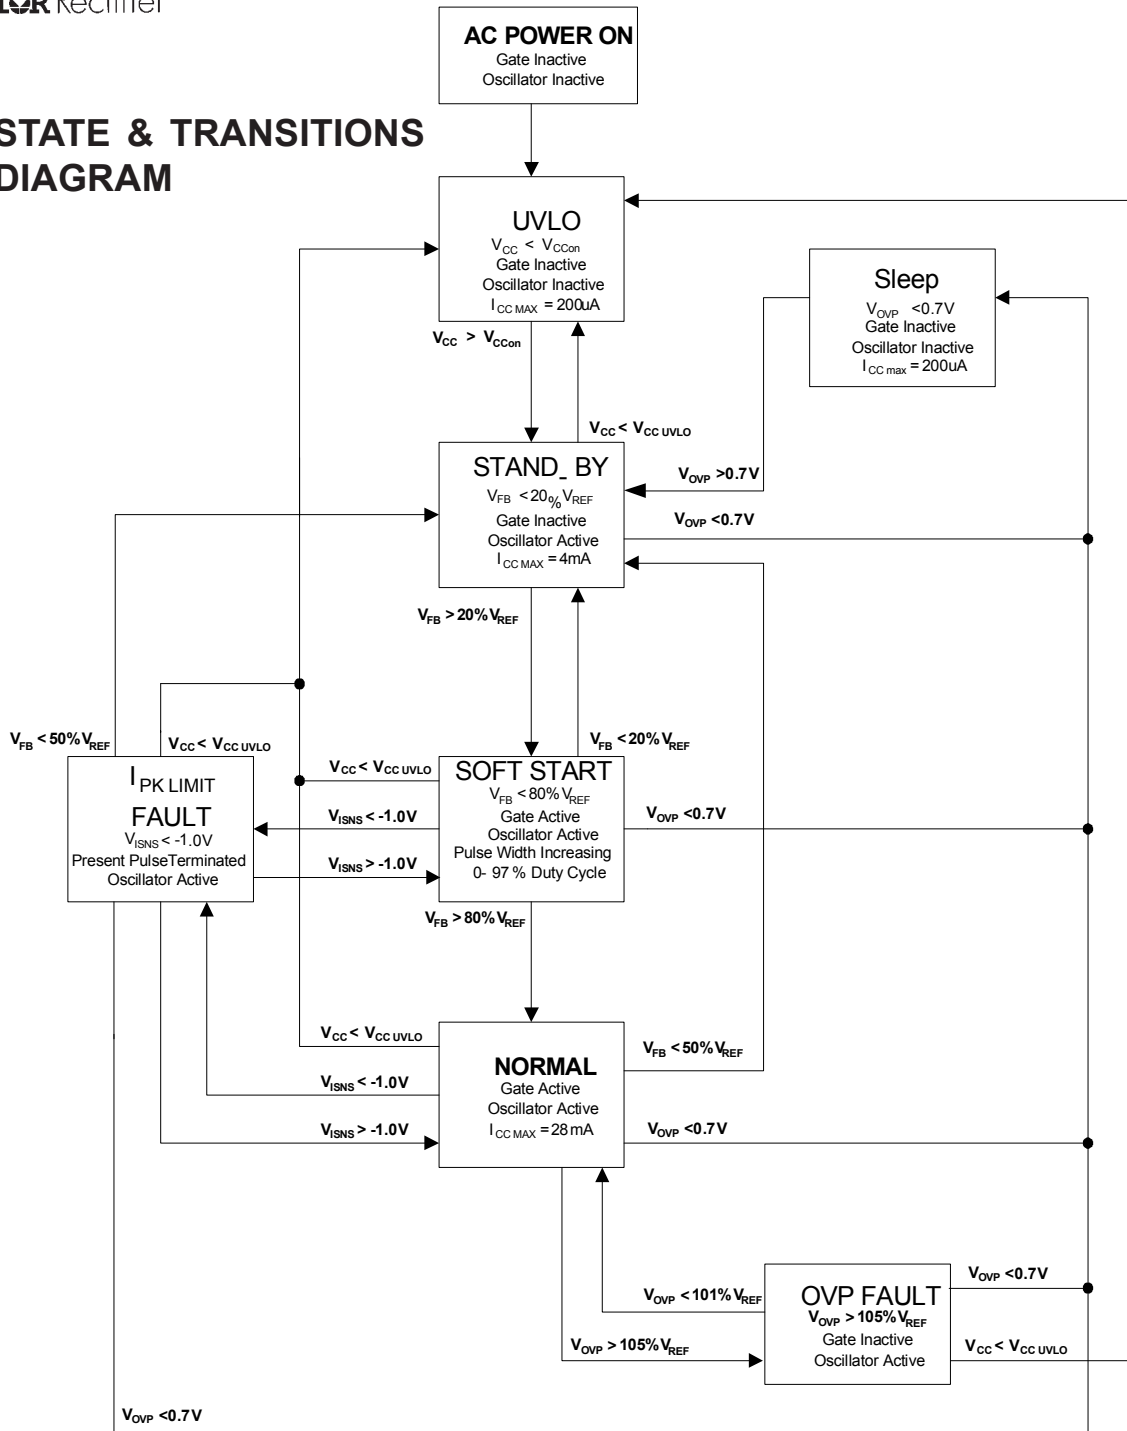 IOR Rectifier
STATE & TRANSITIONS
DIAGRAM
AC POWER ON
Gate Inactive
Oscillator Inactive
UVLO
VCC < VCCon
Gate Inactive
Oscillator Inactive
ICC MAX = 200uA
VCC > VCCon
Sleep
VOVP <0.7V
Gate Inactive
Oscillator Inactive
ICC max = 200uA
VCC < VCC UVLO
STAND_ BY
VFB <20% VREF
Gate Inactive
Oscillator Active
ICC MAX = 4mA
VOVP >0.7V
VOVP <0.7V
VFB > 20% VREF
VFB < 50% VREF
VCC < VCC UVLO
IPK LIMIT
FAULT
VISNS < -1.0V
Present PulseTerminated
Oscillator Active
VCC < VCC UVLO
VISNS < -1.0V
VISNS > -1.0V
VFB < 20% VREF
SOFT START
VFB < 80% VREF
Gate Active
Oscillator Active
Pulse Width Increasing
0- 97 % Duty Cycle
VOVP <0.7V
VFB > 80% VREF
VCC < VCC UVLO
VISNS < -1.0V
VISNS > -1.0V
NORMAL
Gate Active
Oscillator Active
ICC MAX = 28 mA
VFB < 50% VREF
VOVP <0.7V
VOVP < 101% VREF
VOVP > 105% VREF
OVP FAULT
VOVP > 105% VREF
Gate Inactive
Oscillator Active
VOVP <0.7V
VCC < VCC UVLO
VOVP <0.7V